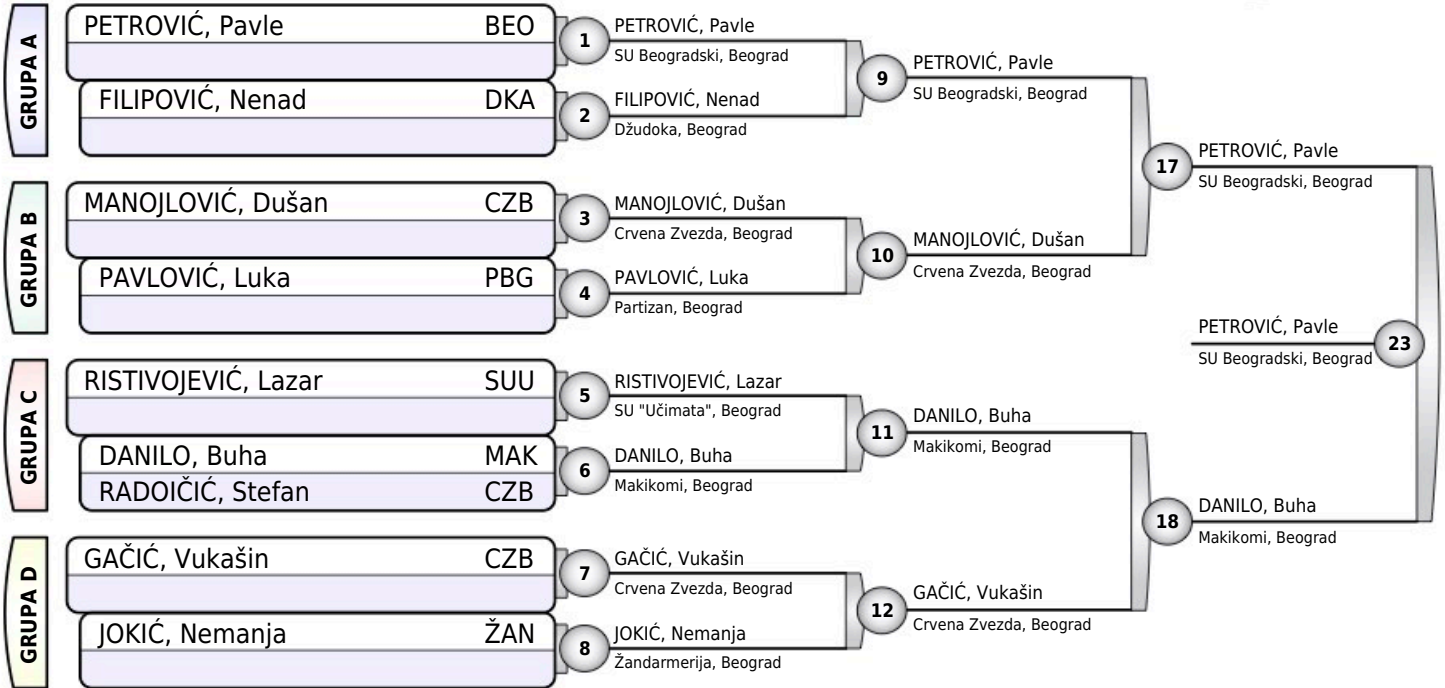 GRUPA A
PETROVIĆ, Pavle BEO
FILIPOVIĆ, Nenad DKA
GRUPA B
MANOJLOVIĆ, Dušan CZB
PAVLOVIĆ, Luka PBG
GRUPA C
RISTIVOJEVIĆ, Lazar SUU
DANILO, Buha MAK
RADOIČIĆ, Stefan CZB
GRUPA D
GAČIĆ, Vukašin CZB
JOKIĆ, Nemanja ŽAN
1
PETROVIĆ, Pavle
SU Beogradski, Beograd
2
FILIPOVIĆ, Nenad
Džudoka, Beograd
3
MANOJLOVIĆ, Dušan
Crvena Zvezda, Beograd
4
PAVLOVIĆ, Luka
Partizan, Beograd
5
RISTIVOJEVIĆ, Lazar
SU "Učimata", Beograd
6
DANILO, Buha
Makikomi, Beograd
7
GAČIĆ, Vukašin
Crvena Zvezda, Beograd
8
JOKIĆ, Nemanja
Žandarmerija, Beograd
9
PETROVIĆ, Pavle
SU Beogradski, Beograd
10
MANOJLOVIĆ, Dušan
Crvena Zvezda, Beograd
11
DANILO, Buha
Makikomi, Beograd
12
GAČIĆ, Vukašin
Crvena Zvezda, Beograd
17
PETROVIĆ, Pavle
SU Beogradski, Beograd
18
DANILO, Buha
Makikomi, Beograd
PETROVIĆ, Pavle
SU Beogradski, Beograd
23